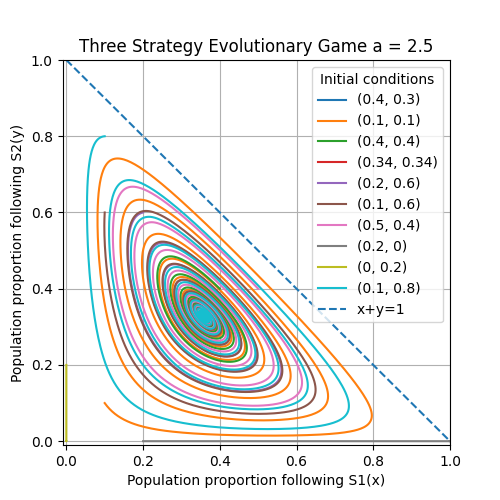 Three Strategy Evolutionary Game a = 2.5
Population proportion following S2(y)
1.0
0.8
0.6
0.4
0.2
0.0
Initial conditions
(0.4, 0.3)
(0.1, 0.1)
(0.4, 0.4)
(0.34, 0.34)
(0.2, 0.6)
(0.1, 0.6)
(0.5, 0.4)
(0.2, 0)
(0, 0.2)
(0.1, 0.8)
x+y=1
0.0 0.2 0.4 0.6 0.8 1.0
Population proportion following S1(x)